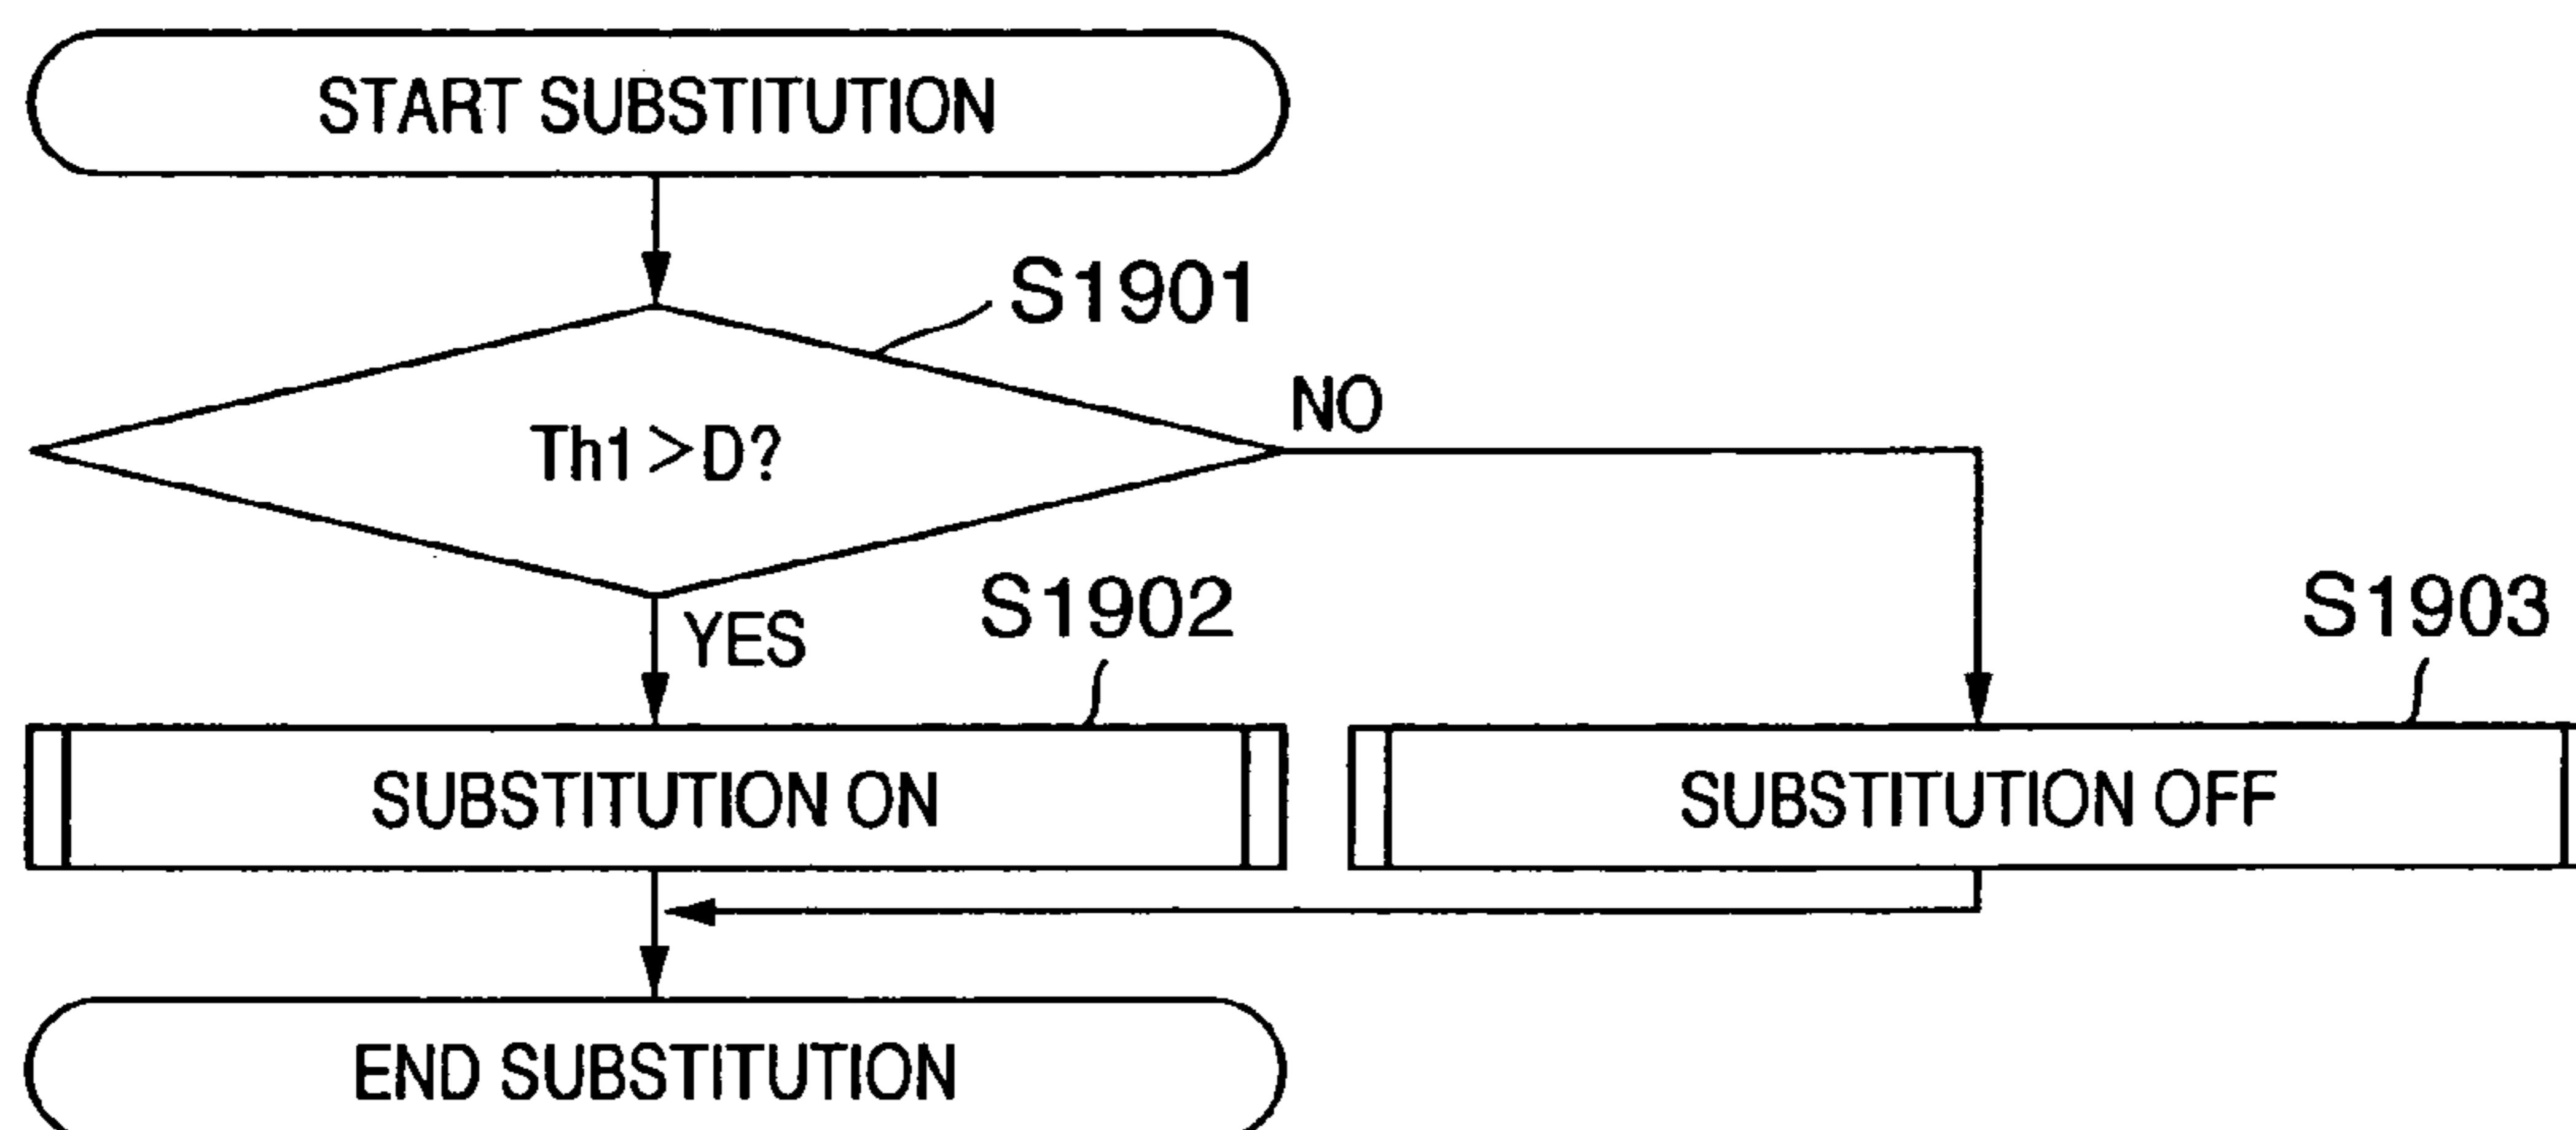 START SUBSTITUTION
S1901
Th1>D?
NO
YES
S1902
S1903
SUBSTITUTION ON
SUBSTITUTION OFF
END SUBSTITUTION